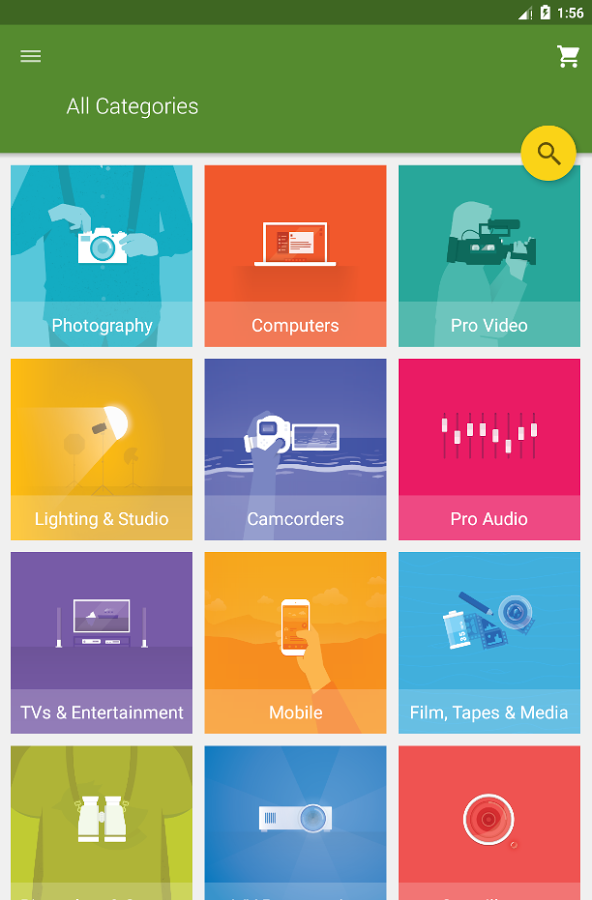 1:56
All Categories
Photography
Computers
Pro Video
Lighting & Studio
Camcorders
Pro Audio
TVs & Entertainment
Mobile
Film, Tapes & Media